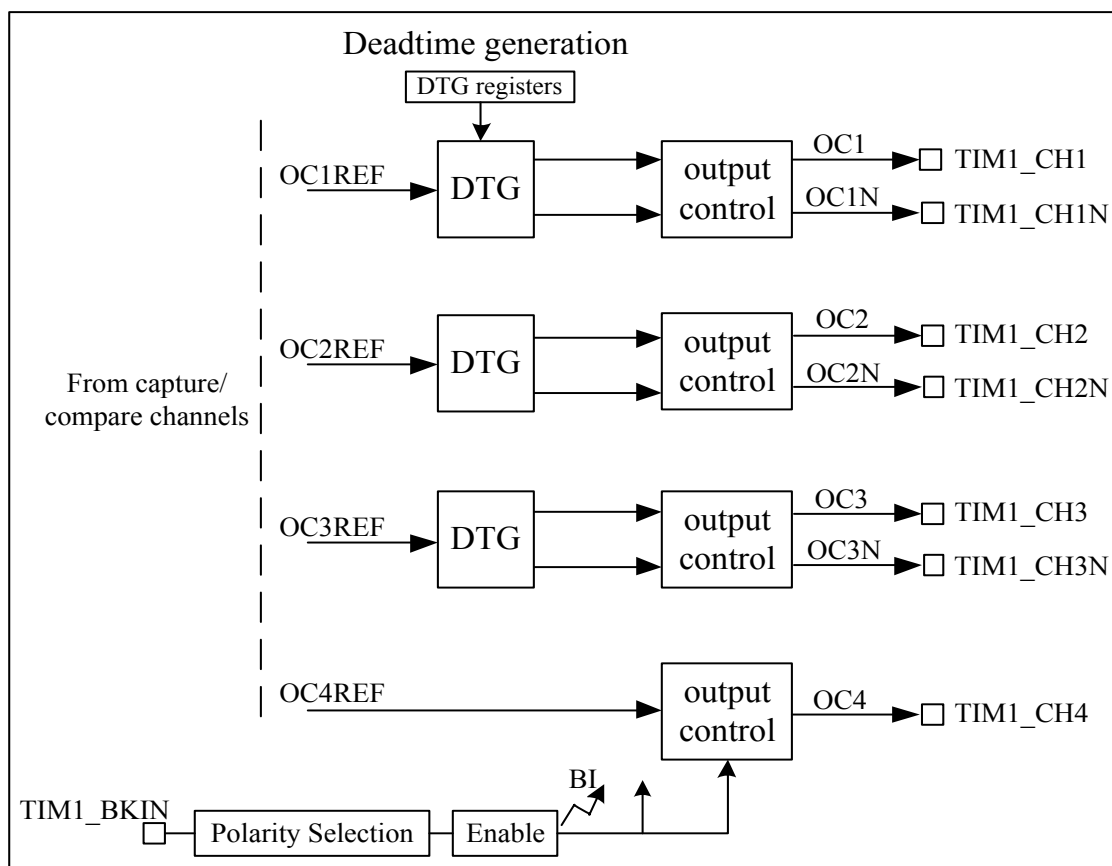 Deadtime generation
DTG registers
OC1REF
DTG
output
control
OC1
OC1N
TIM1_CH1
TIM1_CH1N
OC2REF
DTG
output
control
OC2
OC2N
TIM1_CH2
TIM1_CH2N
From capture/
compare channels
OC3REF
DTG
output
control
OC3
OC3N
TIM1_CH3
TIM1_CH3N
OC4REF
output
control
OC4
TIM1_CH4
BI
TIM1_BKIN
Polarity Selection
Enable